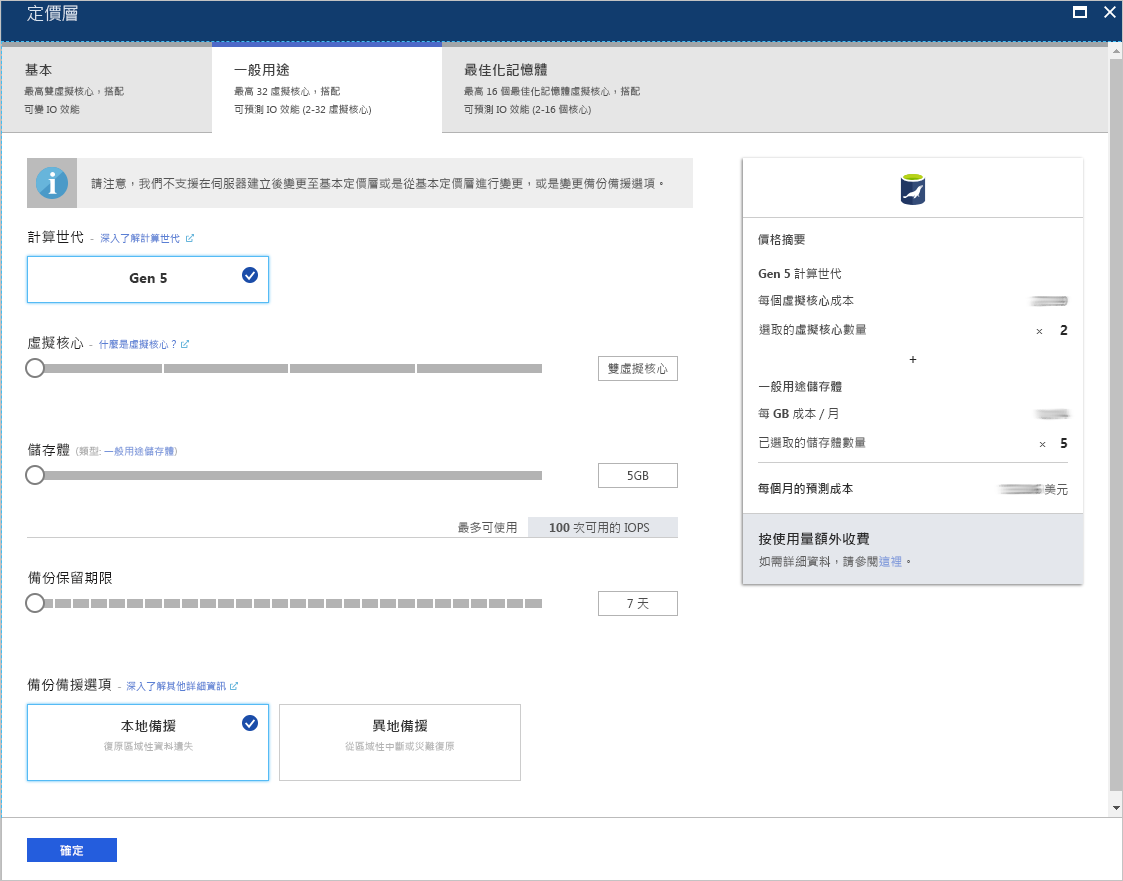 定價層
基本
最高雙虛擬核心，搭配
可變 IO 效能
一般用途
最高 32 虛擬核心，搭配
可預測 IO 效能 (2-32 虛擬核心)
最佳化記憶體
最高 16 個最佳化記憶體虛擬核心，搭配
可預測 IO 效能 (2-16 個核心)
請注意，我們不支援在伺服器建立後變更至基本定價層或是從基本定價層進行變更，或是變更備份備援選項。
計算世代 - 深入了解計算世代
Gen 5
虛擬核心 - 什麼是虛擬核心？
雙虛擬核心
儲存體 (類型: 一般用途儲存體)
5GB
最多可使用 100 次可用的 IOPS
備份保留期限
7 天
備份備援選項 - 深入了解其他詳細資訊
本地備援
復原區域性資料遺失
異地備援
從區域性中斷或災難復原
價格摘要
Gen 5 計算世代
每個虛擬核心成本
選取的虛擬核心數量 × 2
+
一般用途儲存體
每 GB 成本 / 月
已選取的儲存體數量 × 5
每個月的預測成本 美元
按使用量額外收費
如需詳細資料，請參閱這裡。
確定